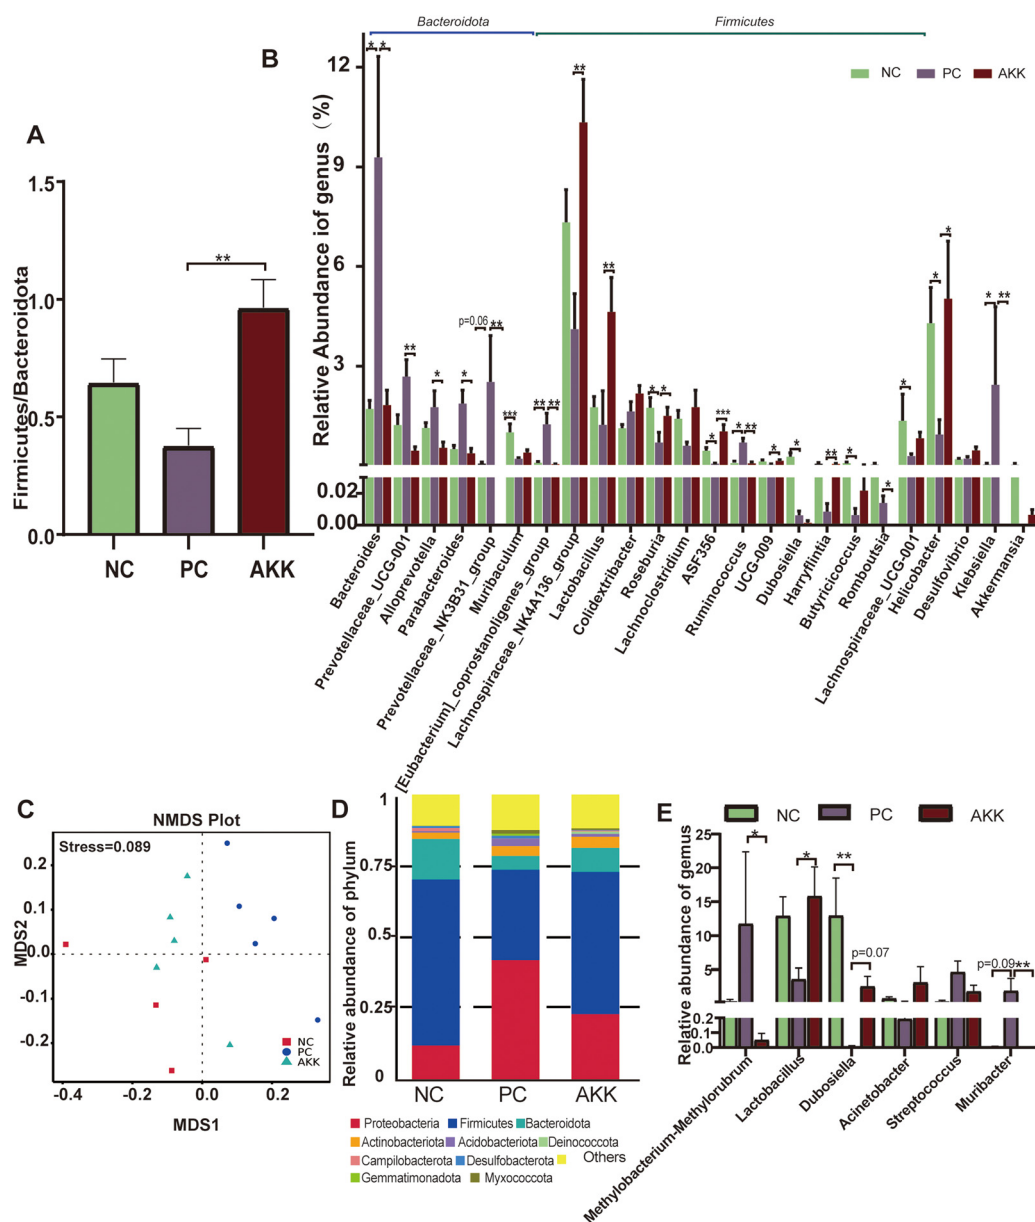 Bacteroidota
Firmicutes
B
NC
PC
AKK
Relative Abundance iof genus (%)
12
6
3
0.02
0.00
* *
**
*
*
p=0.06
**
***
** **
**
**
* *
*
***
* **
*
*
**
*
*
*
*
*
* **
Bacteroides
Prevotellaceae_UCG-001
Alloprevotella
Parabacteroides
Prevotellaceae_NK3B31_group
Muribaculum
[Eubacterium]_coprostanoligenes_group
Lachnospiraceae_NK4A136_group
Lactobacillus
Colidextribacter
Roseburia
Lachnoclostridium
ASF356
Ruminococcus
UCG-009
Dubosiella
Harryflintia
Butyricicoccus
Romboutsia
Lachnospiraceae_UCG-001
Helicobacter
Desulfovibrio
Klebsiella
Akkermansia
A
Firmicutes/Bacteroidota
1.5
1.0
0.5
0.0
**
NC
PC
AKK
C
NMDS Plot
Stress=0.089
MDS2
0.2
0.1
0.0
-0.1
-0.2
-0.4
-0.2
0.0
0.2
MDS1
NC
PC
AKK
D
Relative abundance of phylum
1
0.75
0.5
0.25
0
NC
PC
AKK
Proteobacteria Firmicutes Bacteroidota
Actinobacteriota Acidobacteriota Deinococcota
Campilobacterota Desulfobacterota Others
Gemmatimonadota Myxococcota
E
NC
PC
AKK
Relative abundance of gemus
25
20
15
10
5
0.2
0.1
0.0
*
*
**
p=0.07
p=0.09
**
Methylobacterium-Methylorubrum
Lactobacillus
Dubosiella
Acinetobacter
Streptococcus
Muribacter